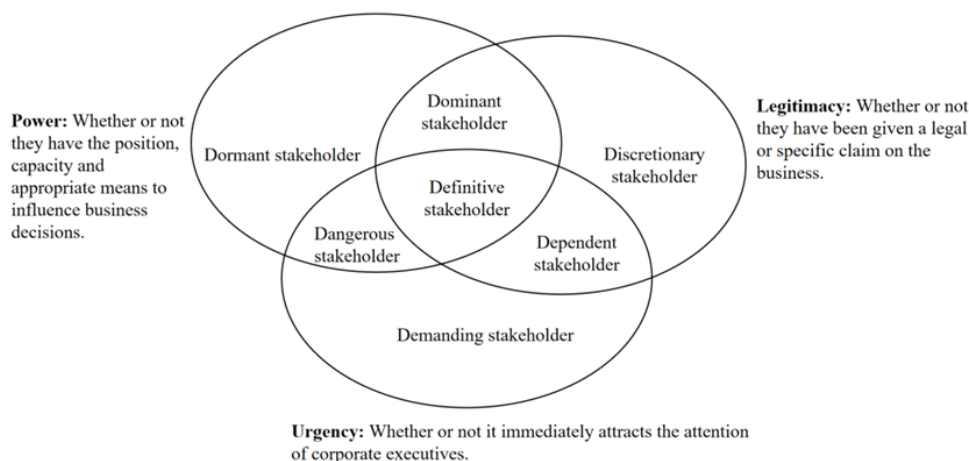 Dominant
stakeholder
Power: Whether or not
they have the position,
capacity and
appropriate means to
influence business
decisions.
Dormant stakeholder
Legitimacy: Whether or not
they have been given a legal
or specific claim on the
business.
Discretionary
stakeholder
Definitive
stakeholder
Dangerous
stakeholder
Dependent
stakeholder
Demanding stakeholder
Urgency: Whether or not it immediately attracts the attention
of corporate executives.